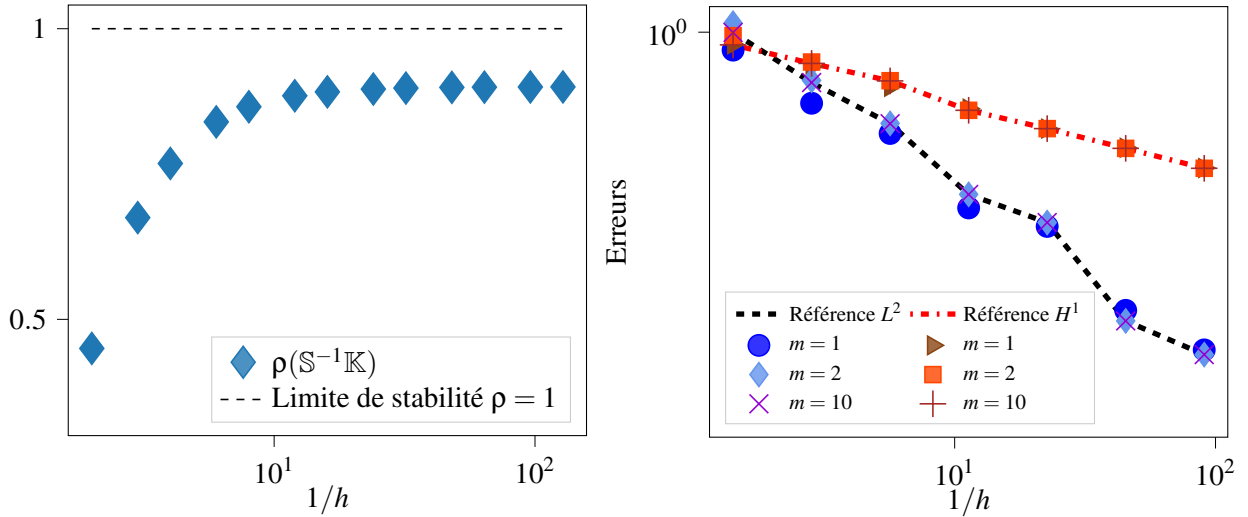 1
0.5
ρ(𝕊⁻¹𝕂)
Limite de stabilité ρ = 1
10¹
10²
1/h
10⁰
Erreurs
Référence L²
Référence H¹
m = 1
m = 1
m = 2
m = 2
m = 10
m = 10
10¹
10²
1/h